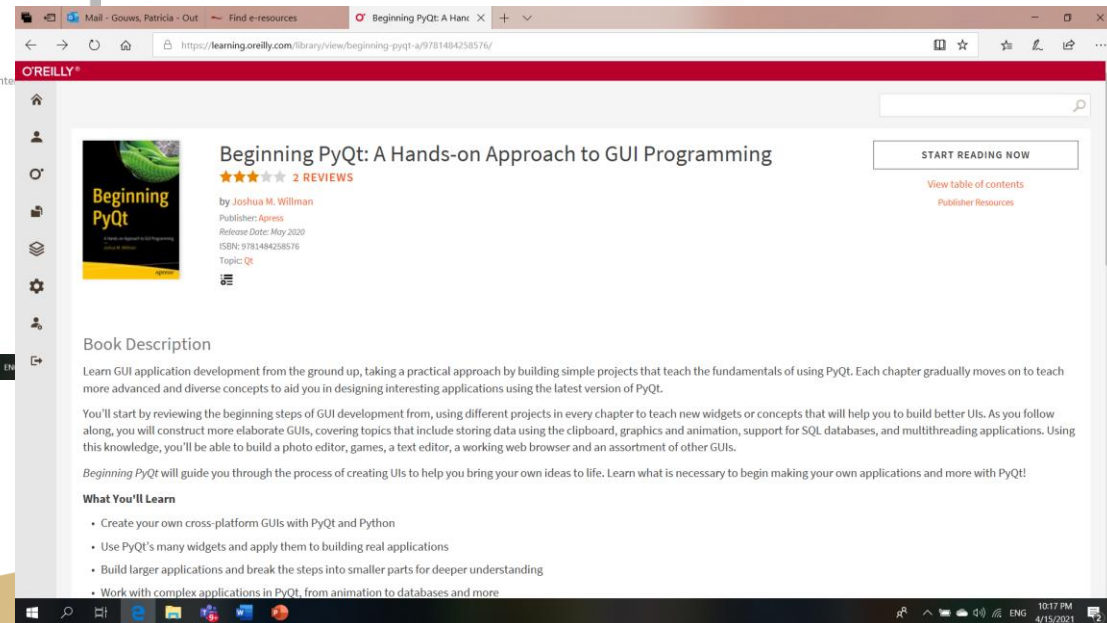 Mail - Gouws, Patricia - Out
Find e-resources
Beginning PyQt: A Hand
https://learning.oreilly.com/library/view/beginning-pyqt-a/9781484258576/
O'REILLY®
Beginning
PyQt
A Hands-on Approach to GUI Programming
Joshua M. Willman
apress
Beginning PyQt: A Hands-on Approach to GUI Programming
2 REVIEWS
by Joshua M. Willman
Publisher: Apress
Release Date: May 2020
ISBN: 9781484258576
Topic: Qt
START READING NOW
View table of contents
Publisher Resources
Book Description
Learn GUI application development from the ground up, taking a practical approach by building simple projects that teach the fundamentals of using PyQt. Each chapter gradually moves on to teach
more advanced and diverse concepts to aid you in designing interesting applications using the latest version of PyQt.
You'll start by reviewing the beginning steps of GUI development from, using different projects in every chapter to teach new widgets or concepts that will help you to build better UIs. As you follow
along, you will construct more elaborate GUIs, covering topics that include storing data using the clipboard, graphics and animation, support for SQL databases, and multithreading applications. Using
this knowledge, you'll be able to build a photo editor, games, a text editor, a working web browser and an assortment of other GUIs.
Beginning PyQt will guide you through the process of creating UIs to help you bring your own ideas to life. Learn what is necessary to begin making your own applications and more with PyQt!
What You'll Learn
• Create your own cross-platform GUIs with PyQt and Python
• Use PyQt's many widgets and apply them to building real applications
• Build larger applications and break the steps into smaller parts for deeper understanding
• Work with complex applications in PyQt, from animation to databases and more
ENG
10:17 PM
4/15/2021